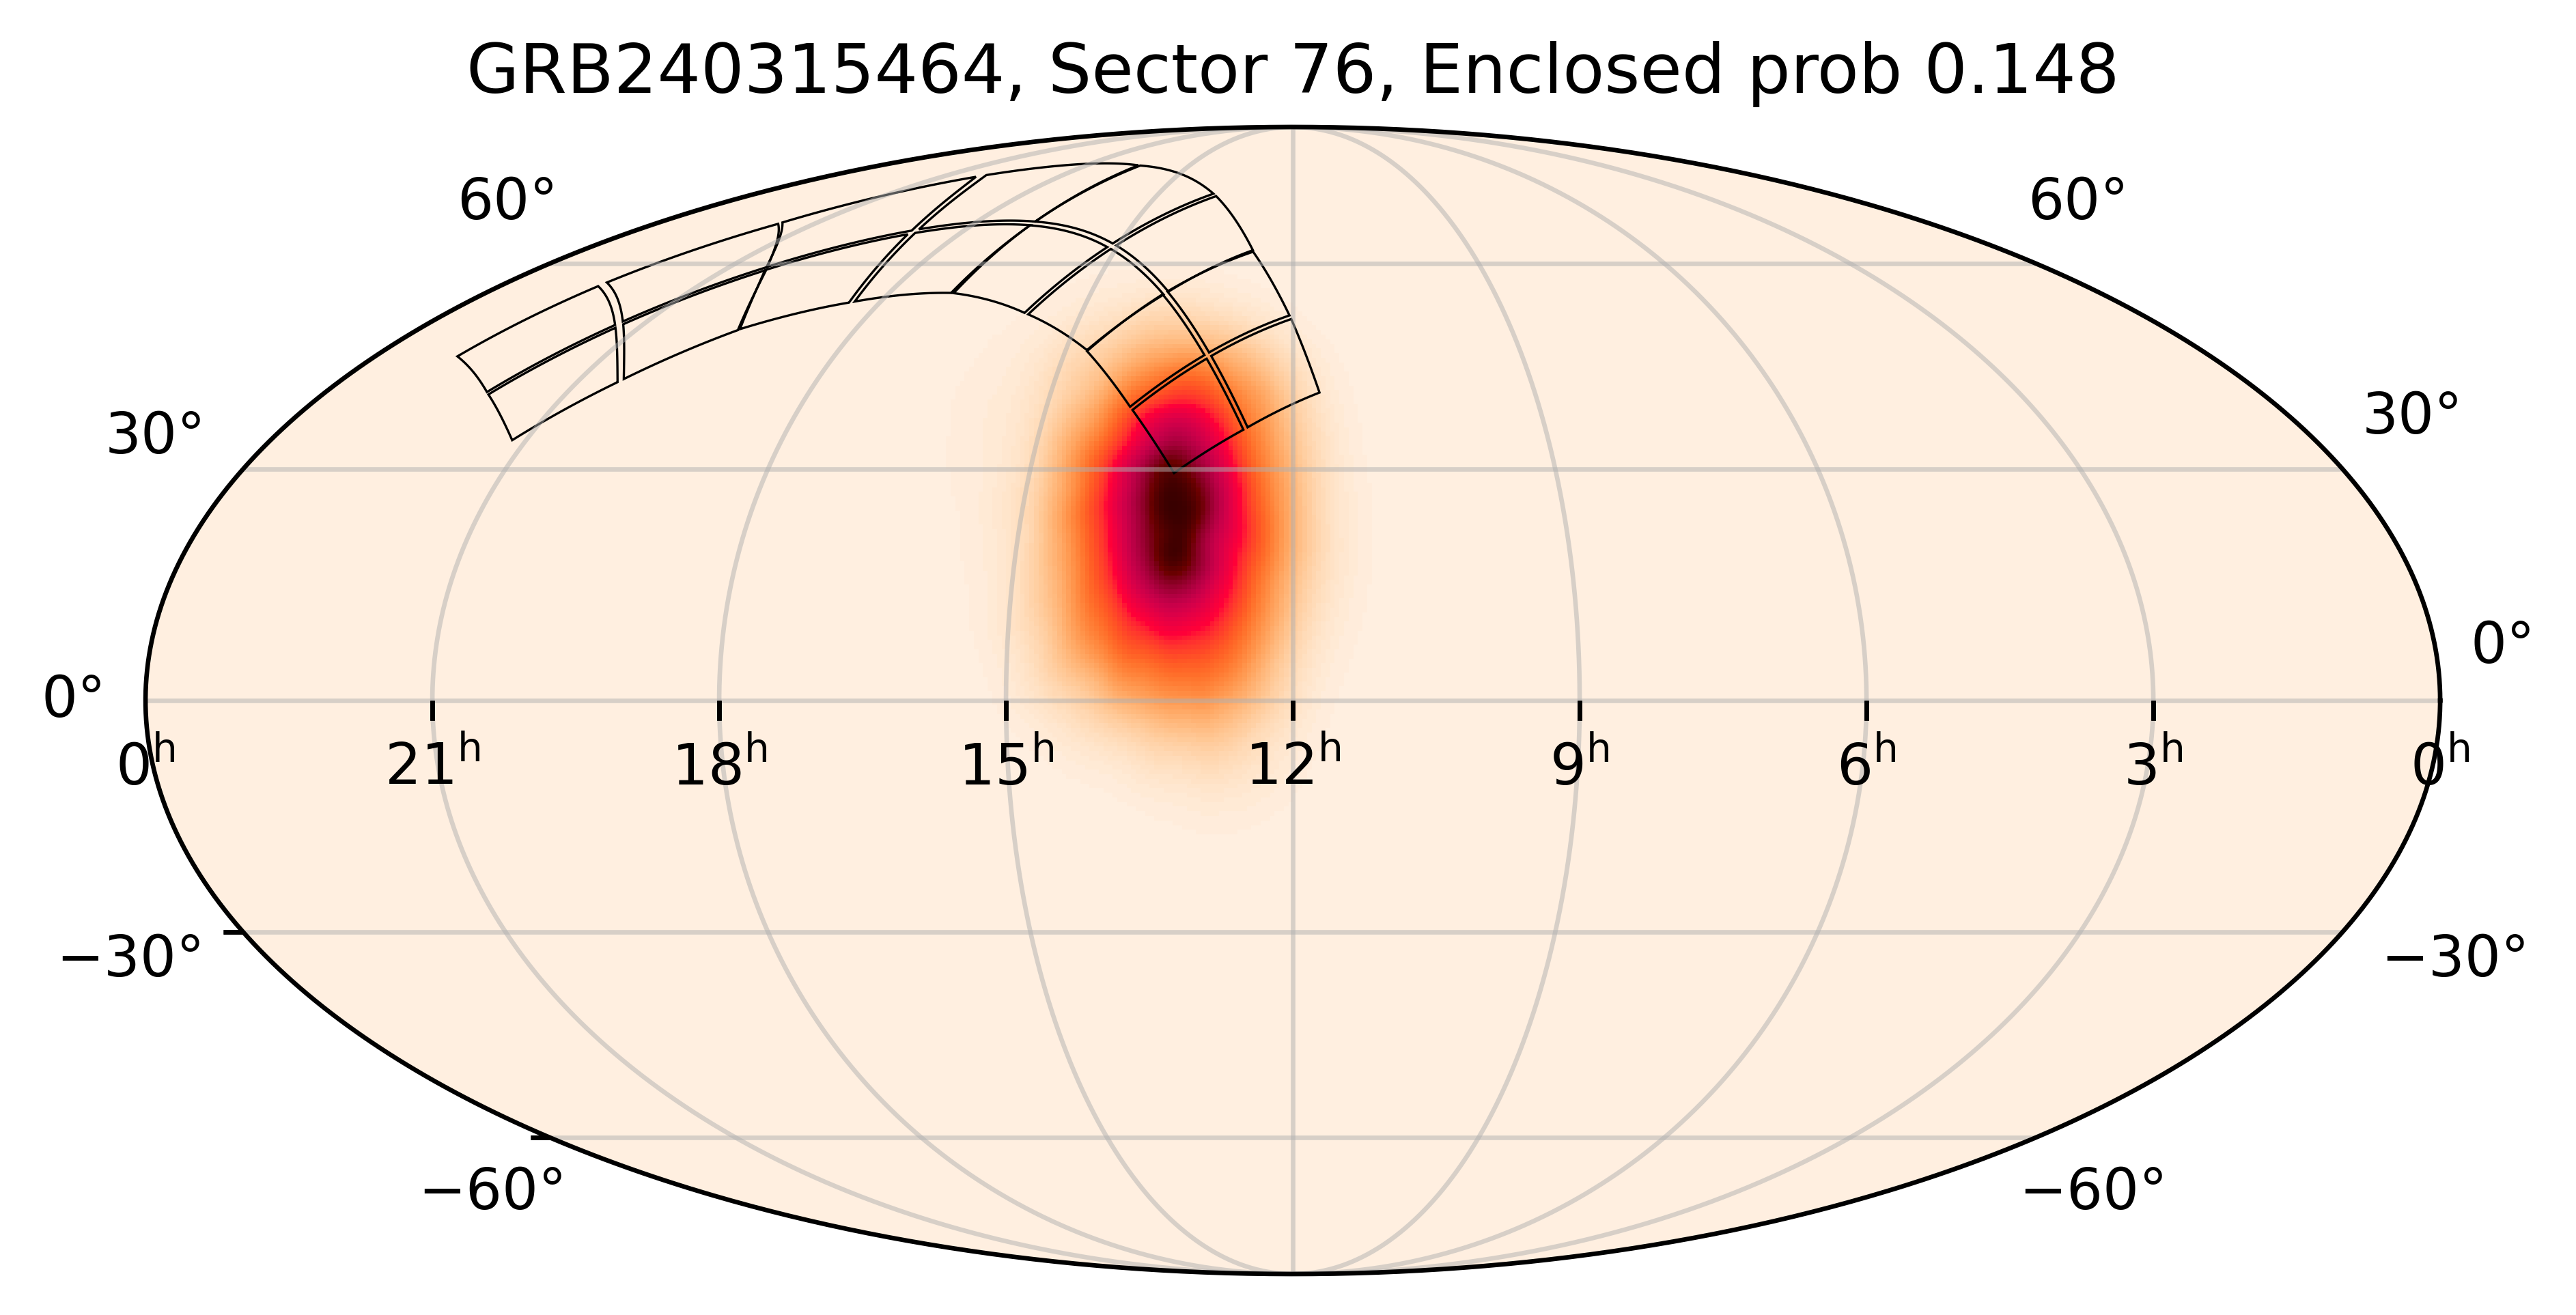 GRB240315464, Sector 76, Enclosed prob 0.148
60° 60°
30° 30°
0° 0°
0h 21h 18h 15h 12h 9h 6h 3h 0h
−30° −30°
−60° −60°